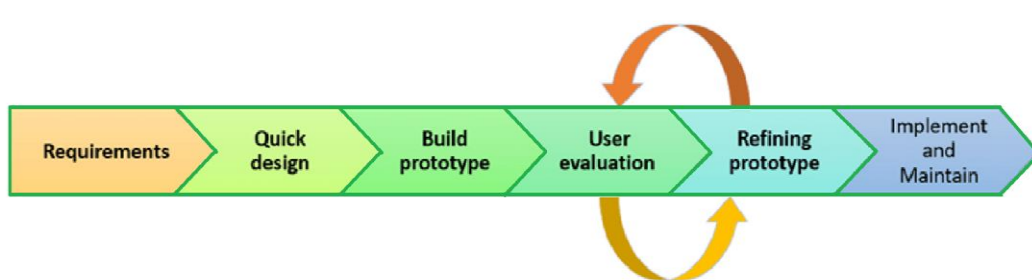 Requirements
Quick
design
Build
prototype
User
evaluation
Refining
prototype
Implement
and
Maintain